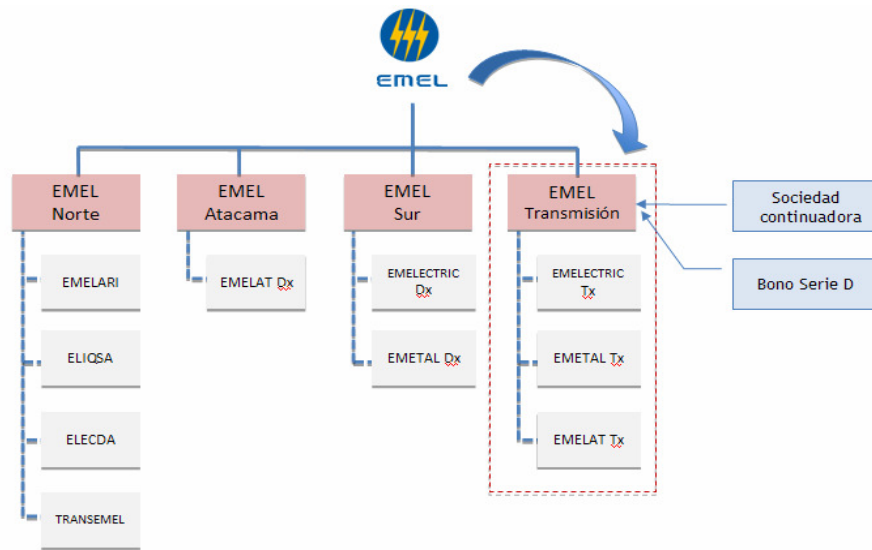 EMEL
EMEL
Norte
EMEL
Atacama
EMEL
Sur
EMEL
Transmisión
Sociedad
continuadora
EMELARI
EMELAT Dx
EMELECTRIC
Dx
EMELECTRIC
Tx
Bono Serie D
ELIQSA
EMETAL Dx
EMETAL Tx
ELECDA
EMELAT Tx
TRANSEMEL